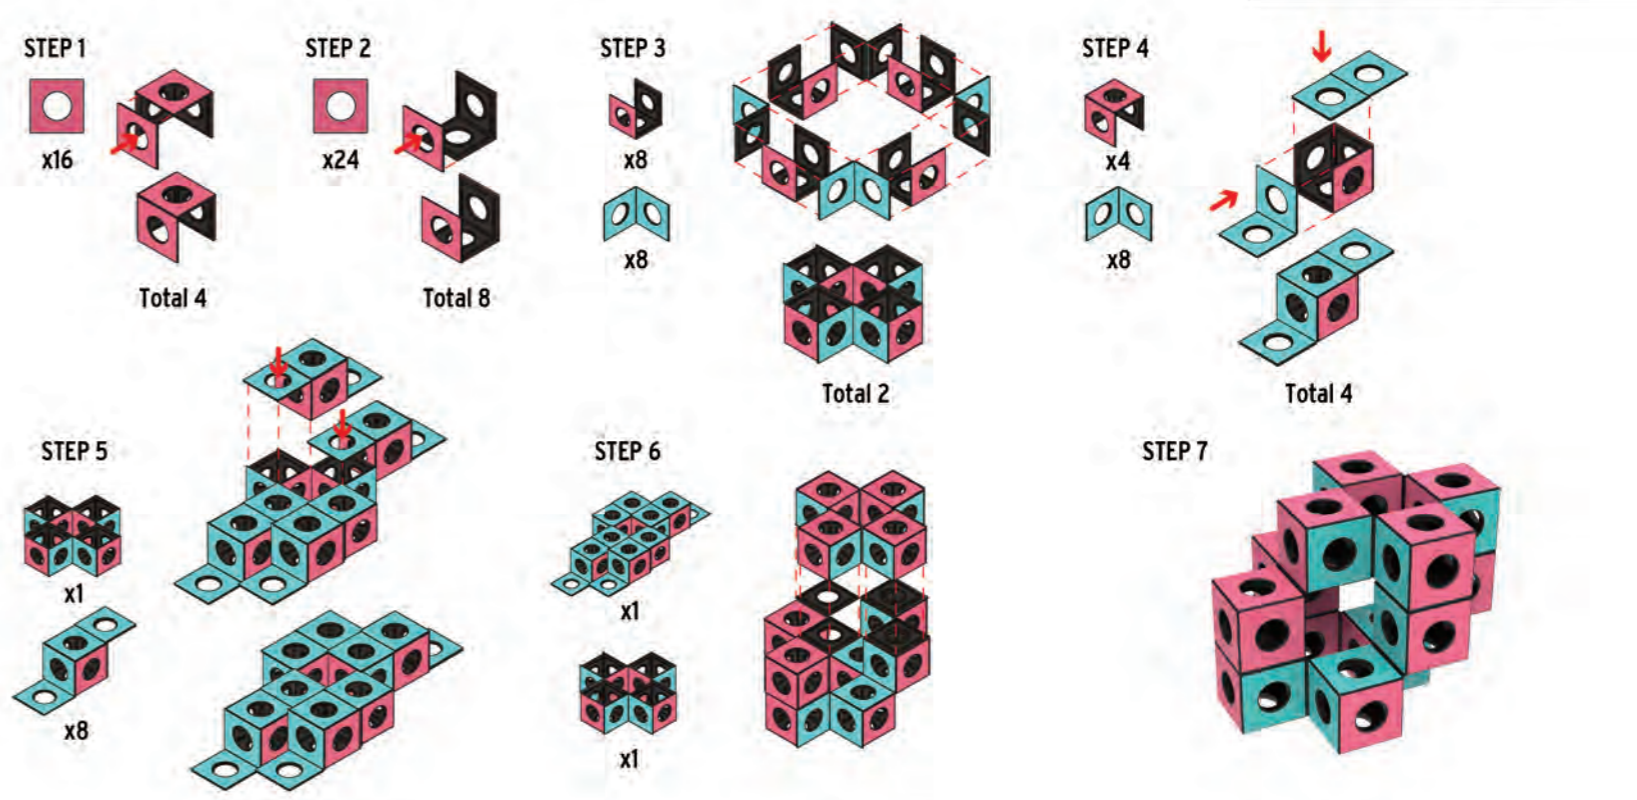 STEP 1
x16
Total 4
STEP 2
x24
Total 8
STEP 3
x8
x8
Total 2
STEP 4
x4
x8
Total 4
STEP 5
x1
x8
STEP 6
x1
x1
STEP 7